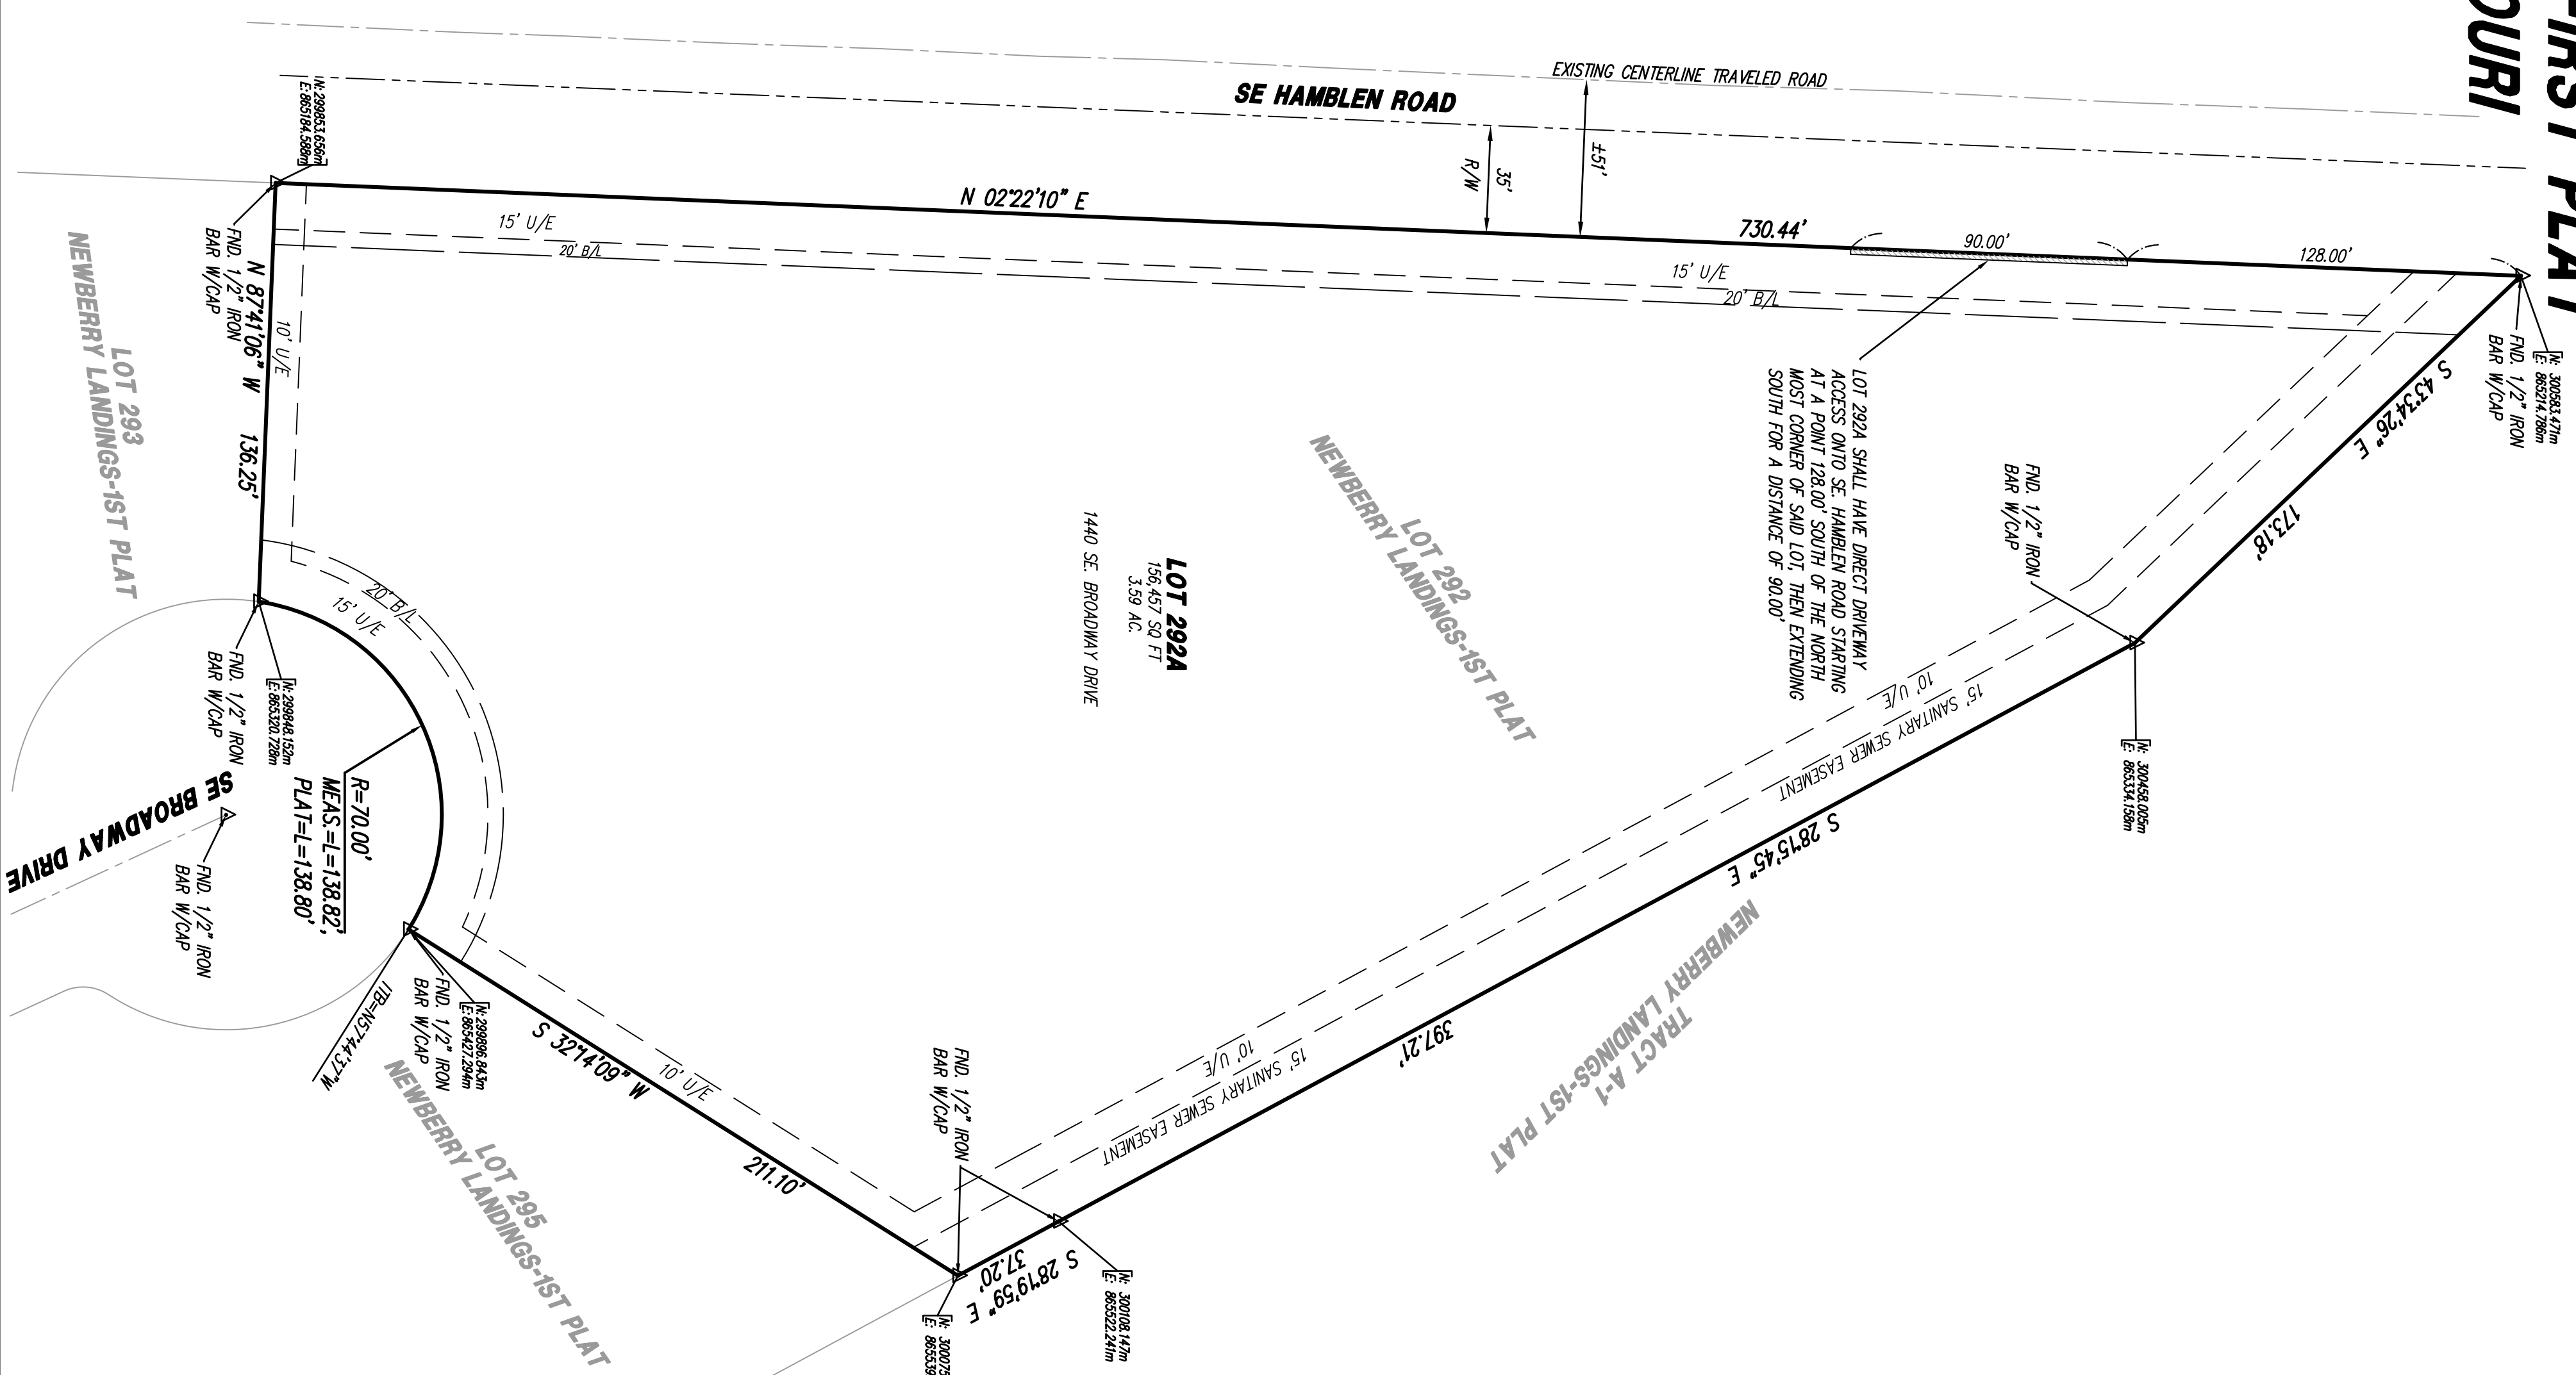 FIRST PLAT
OURI
EXISTING CENTERLINE TRAVELED ROAD
SE HAMBLEN ROAD
±51'
35'
R/W
N:299853.656m
E:865184.588m
N 02°22'10" E
730.44'
90.00'
128.00'
15' U/E
20' B/L
15' U/E
20' B/L
N: 300583.471m
E: 865214.786m
FND. 1/2" IRON
BAR W/CAP
S 43°34'26" E
173.18'
FND. 1/2" IRON
BAR W/CAP
N 87°41'06" W
136.25'
10' U/E
LOT 293
NEWBERRY LANDINGS-1ST PLAT
LOT 292A SHALL HAVE DIRECT DRIVEWAY
ACCESS ONTO SE. HAMBLEN ROAD STARTING
AT A POINT 128.00' SOUTH OF THE NORTH
MOST CORNER OF SAID LOT, THEN EXTENDING
SOUTH FOR A DISTANCE OF 90.00'
FND. 1/2" IRON
BAR W/CAP
N: 300458.005m
E: 865334.158m
LOT 292
NEWBERRY LANDINGS-1ST PLAT
LOT 292A
156,457 SQ FT
3.59 AC.
1440 SE. BROADWAY DRIVE
20' B/L
15' U/E
FND. 1/2" IRON
BAR W/CAP
N:299848.152m
E:865320.728m
R=70.00'
MEAS.=L=138.82',
PLAT=L=138.80'
SE BROADWAY DRIVE
FND. 1/2" IRON
BAR W/CAP
10' U/E
15' SANITARY SEWER EASEMENT
S 28°15'45" E
397.21'
TRACT A-1
NEWBERRY LANDINGS-1ST PLAT
10' U/E
15' SANITARY SEWER EASEMENT
N:299896.843m
E:865427.294m
FND. 1/2" IRON
BAR W/CAP
ITB=N57°44'37"W
S 32°14'09" W
10' U/E
211.10'
LOT 295
NEWBERRY LANDINGS-1ST PLAT
FND. 1/2" IRON
BAR W/CAP
S 28°19'59" E
37.20'
N: 300108.147m
E: 865522.241m
N: 300075
E: 865539